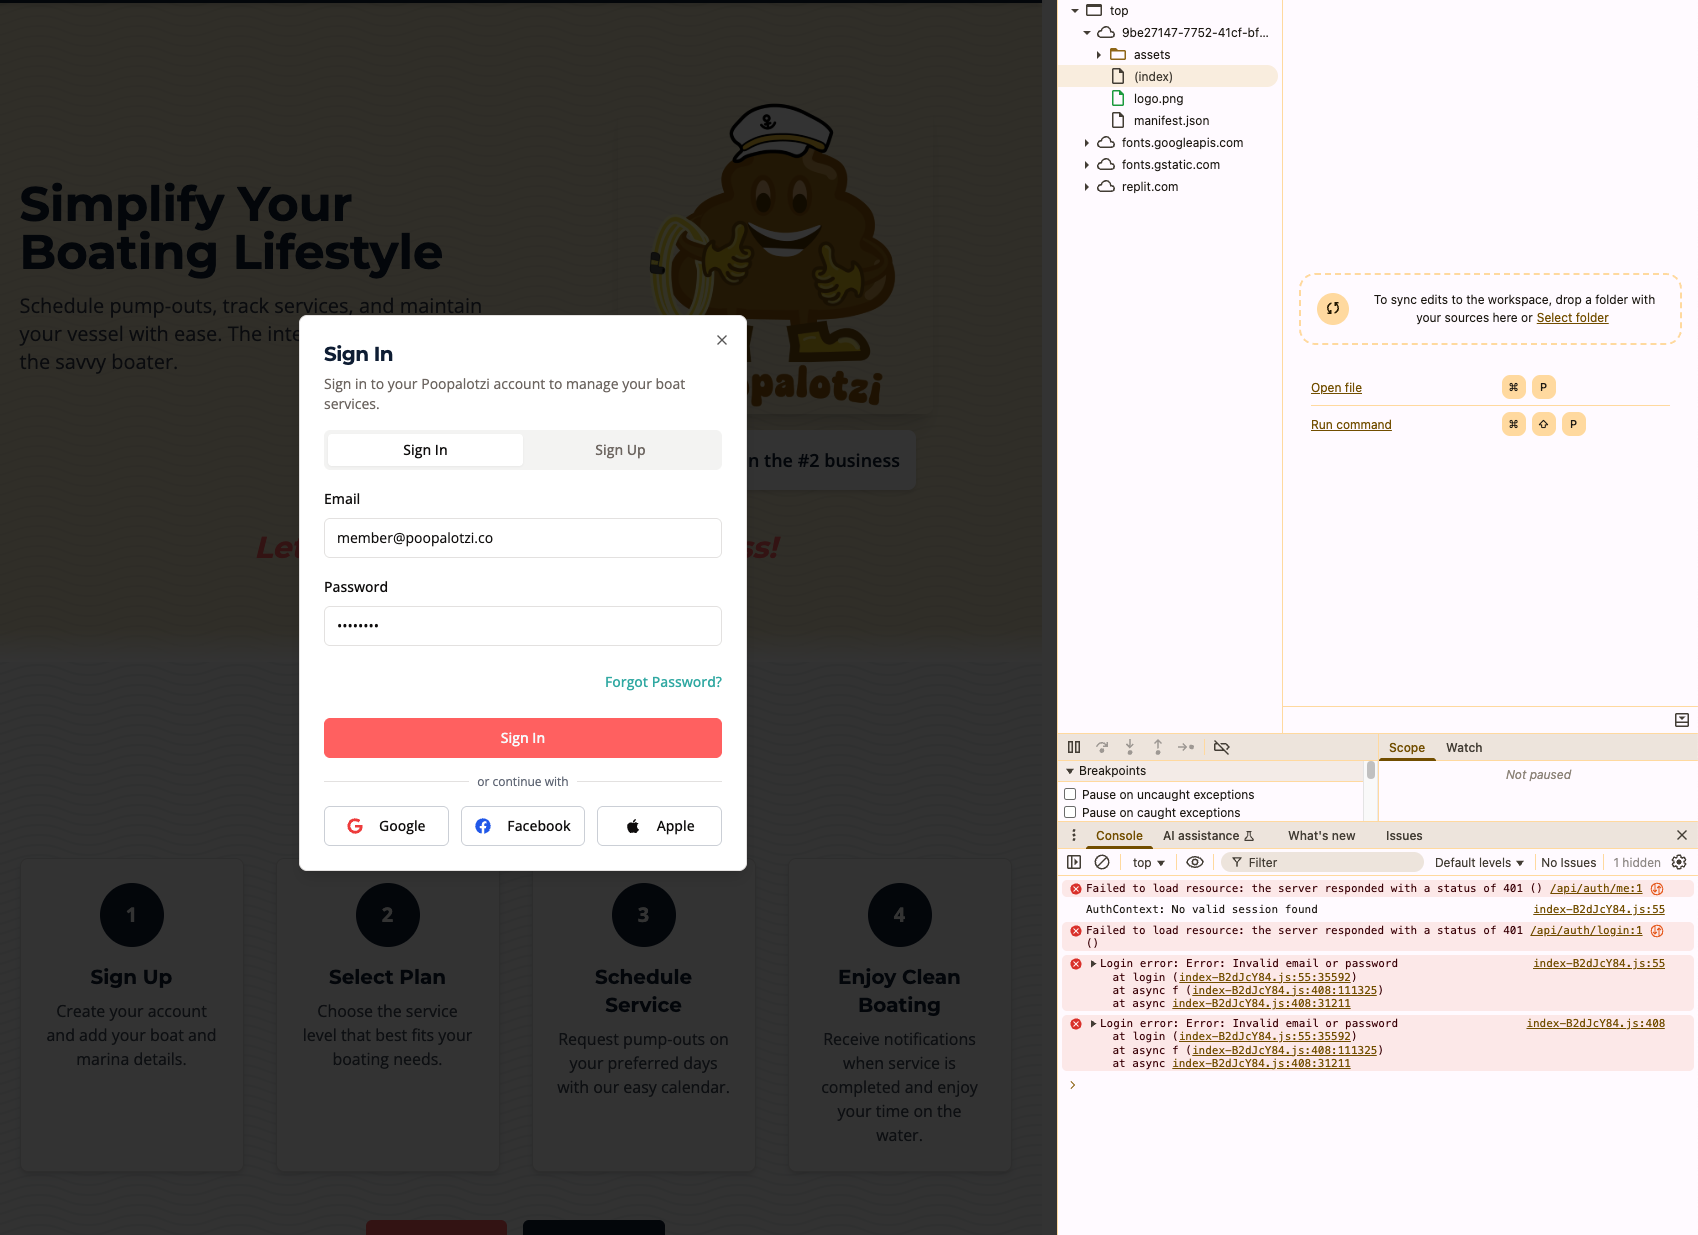 Simplify Your
Boating Lifestyle
Schedule pump-outs, track services, and maintain
your vessel with ease. The
the savvy boater.
n the #2 business
Sign In
Sign in to your Poopalotzi account to manage your boat
services.
Sign In
Sign Up
Email
member@poopalotzi.co
Password
••••••••
Forgot Password?
Sign In
or continue with
Google
Facebook
Apple
1
Sign Up
Create your account
and add your boat and
marina details.
2
Select Plan
Choose the service
level that best fits your
boating needs.
3
Schedule
Service
Request pump-outs on
your preferred days
with our easy calendar.
4
Enjoy Clean
Boating
Receive notifications
when service is
completed and enjoy
your time on the
water.
top
9be27147-7752-41cf-bf...
assets
(index)
logo.png
manifest.json
fonts.googleapis.com
fonts.gstatic.com
replit.com
To sync edits to the workspace, drop a folder with
your sources here or Select folder
Open file ⌘ P
Run command ⌘ ⇧ P
Breakpoints
Pause on uncaught exceptions
Pause on caught exceptions
Scope Watch
Not paused
Console AI assistance What's new Issues
top Filter Default levels No Issues 1 hidden
Failed to load resource: the server responded with a status of 401 () /api/auth/me:1
AuthContext: No valid session found index-B2dJcY84.js:55
Failed to load resource: the server responded with a status of 401 /api/auth/login:1
()
Login error: Error: Invalid email or password index-B2dJcY84.js:55
at login (index-B2dJcY84.js:55:35592)
at async f (index-B2dJcY84.js:408:111325)
at async index-B2dJcY84.js:408:31211
Login error: Error: Invalid email or password index-B2dJcY84.js:408
at login (index-B2dJcY84.js:55:35592)
at async f (index-B2dJcY84.js:408:111325)
at async index-B2dJcY84.js:408:31211